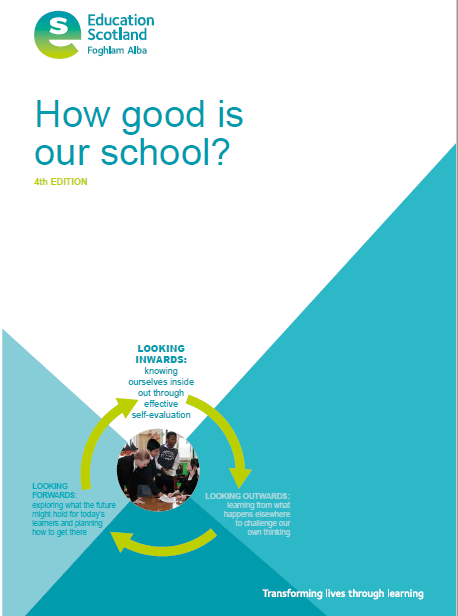 Education
Scotland
Foghlam Alba
How good is
our school?
4th EDITION
LOOKING
INWARDS:
knowing
ourselves inside
out through
effective
self-evaluation
LOOKING
FORWARDS:
exploring what the future
might hold for today's
learners and planning
how to get there
LOOKING OUTWARDS:
learning from what
happens elsewhere
to challenge our
own thinking
Transforming lives through learning